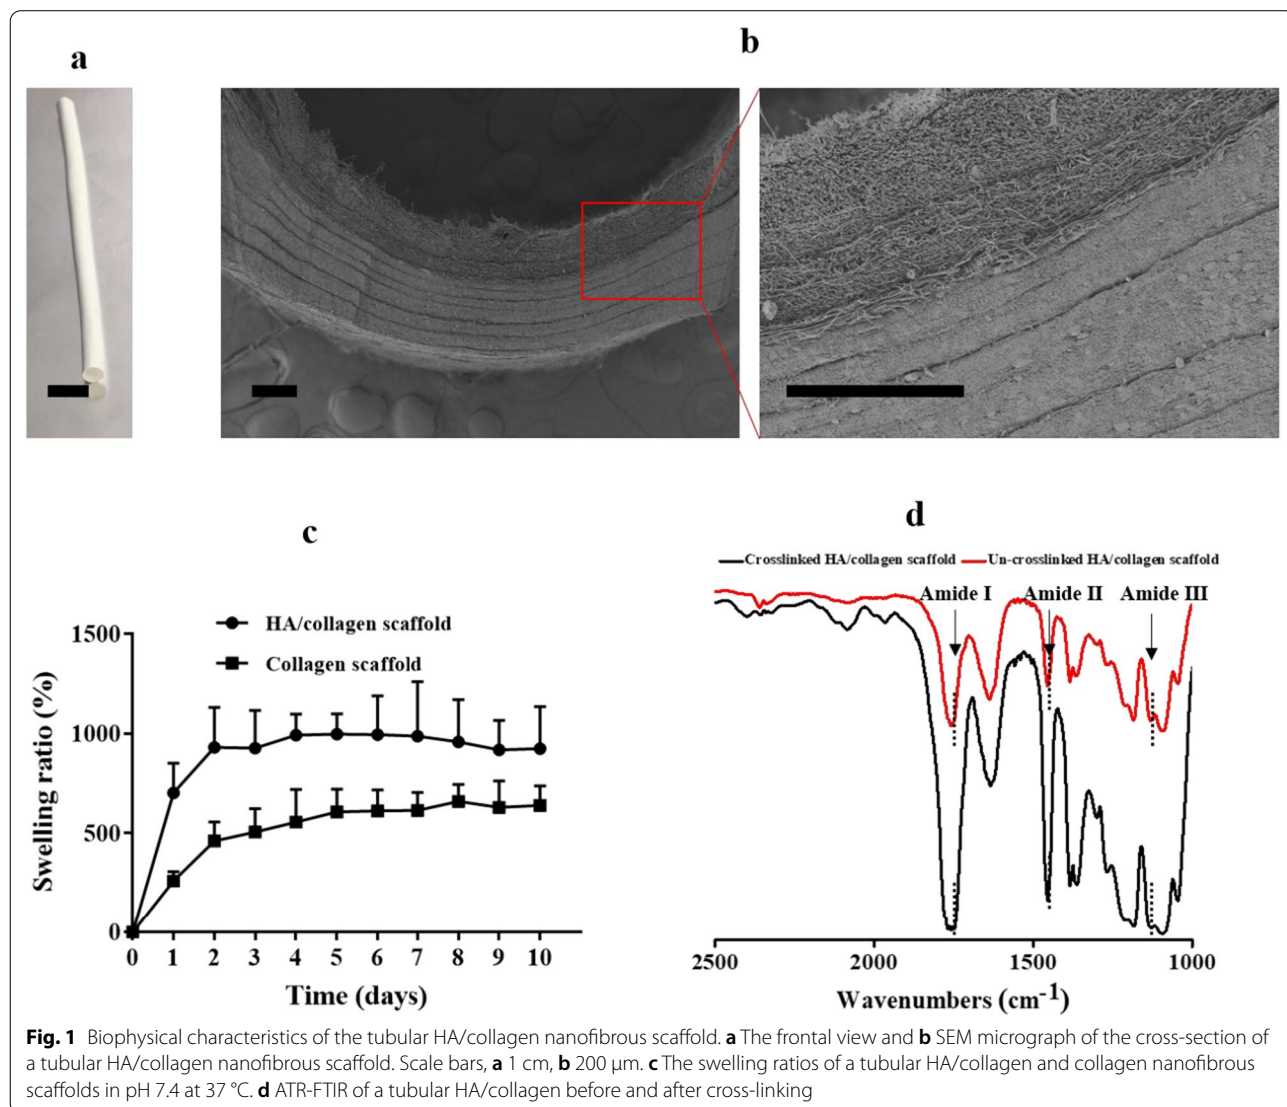 a
b
c
HA/collagen scaffold
Collagen scaffold
Swelling ratio (%)
1500
1000
500
0
0 1 2 3 4 5 6 7 8 9 10
Time (days)
d
Crosslinked HA/collagen scaffold Un-crosslinked HA/collagen scaffold
Amide I Amide II Amide III
2500 2000 1500 1000
Wavenumbers (cm-1)
Fig. 1 Biophysical characteristics of the tubular HA/collagen nanofibrous scaffold. a The frontal view and b SEM micrograph of the cross-section of
a tubular HA/collagen nanofibrous scaffold. Scale bars, a 1 cm, b 200 μm. c The swelling ratios of a tubular HA/collagen and collagen nanofibrous
scaffolds in pH 7.4 at 37 °C. d ATR-FTIR of a tubular HA/collagen before and after cross-linking